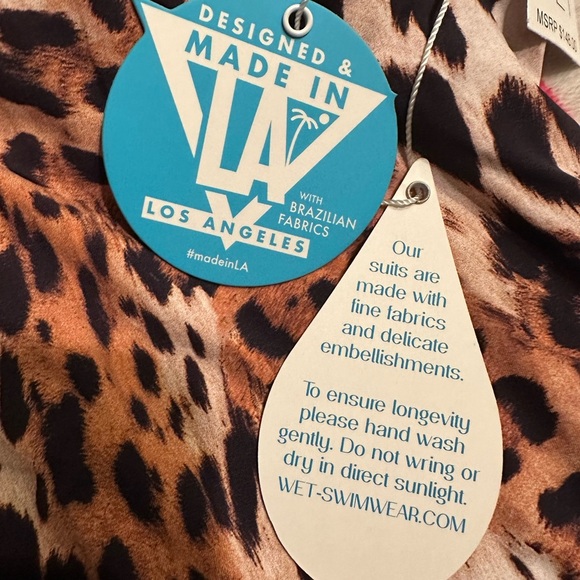 DESIGNED &
MADE IN
LA
WITH
BRAZILIAN
FABRICS
LOS ANGELES
#madeinLA
Our
suits are
made with
fine fabrics
and delicate
embellishments.
To ensure longevity
please hand wash
gently. Do not wring or
dry in direct sunlight.
WET-SWIMWEAR.COM
MSRP $148.00